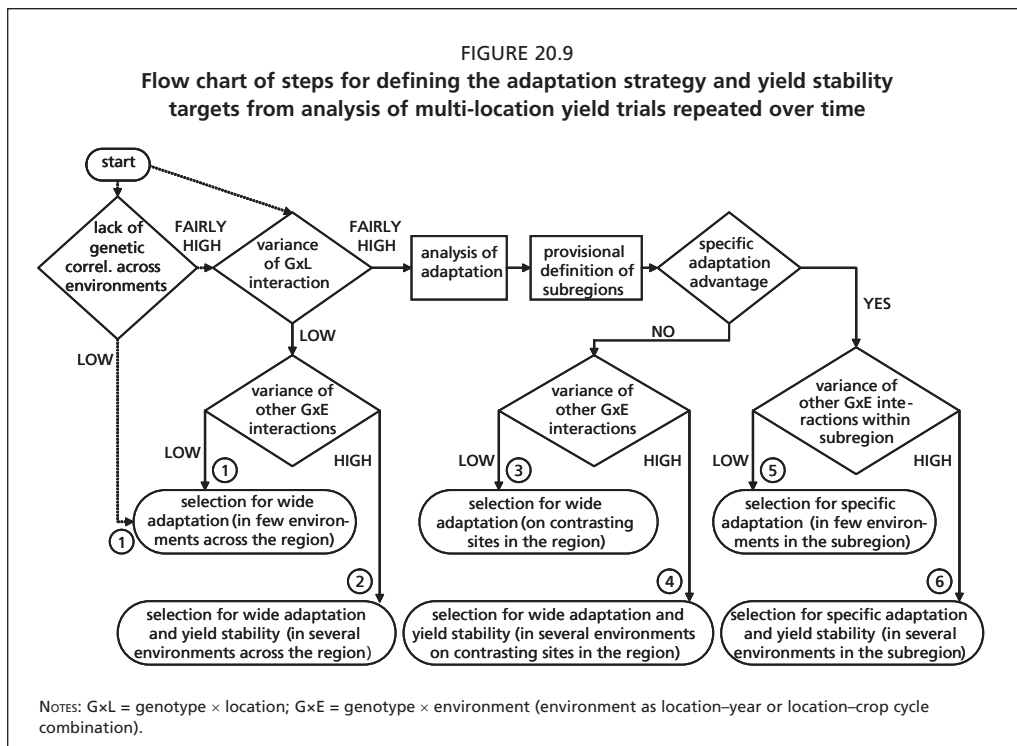 FIGURE 20.9
Flow chart of steps for defining the adaptation strategy and yield stability
targets from analysis of multi-location yield trials repeated over time
start
lack of
genetic
correl. across
environments
FAIRLY
HIGH
variance
of GxL
interaction
FAIRLY
HIGH
analysis of
adaptation
provisional
definition of
subregions
specific
adaptation
advantage
YES
NO
LOW
LOW
variance of
other GxE
interactions
variance of
other GxE
interactions
variance of
other GxE inte-
ractions within
subregion
LOW
1
HIGH
LOW
3
HIGH
LOW
5
HIGH
selection for wide
adaptation (in few environ-
ments across the region)
selection for wide
adaptation (on contrasting
sites in the region)
selection for specific
adaptation (in few environ-
ments in the subregion)
1
2
4
6
selection for wide adaptation
and yield stability (in several
environments across the region)
selection for wide adaptation and
yield stability (in several environments
on contrasting sites in the region)
selection for specific adaptation
and yield stability (in several
environments in the subregion)
NOTES: G×L = genotype × location; G×E = genotype × environment (environment as location–year or location–crop cycle
combination).